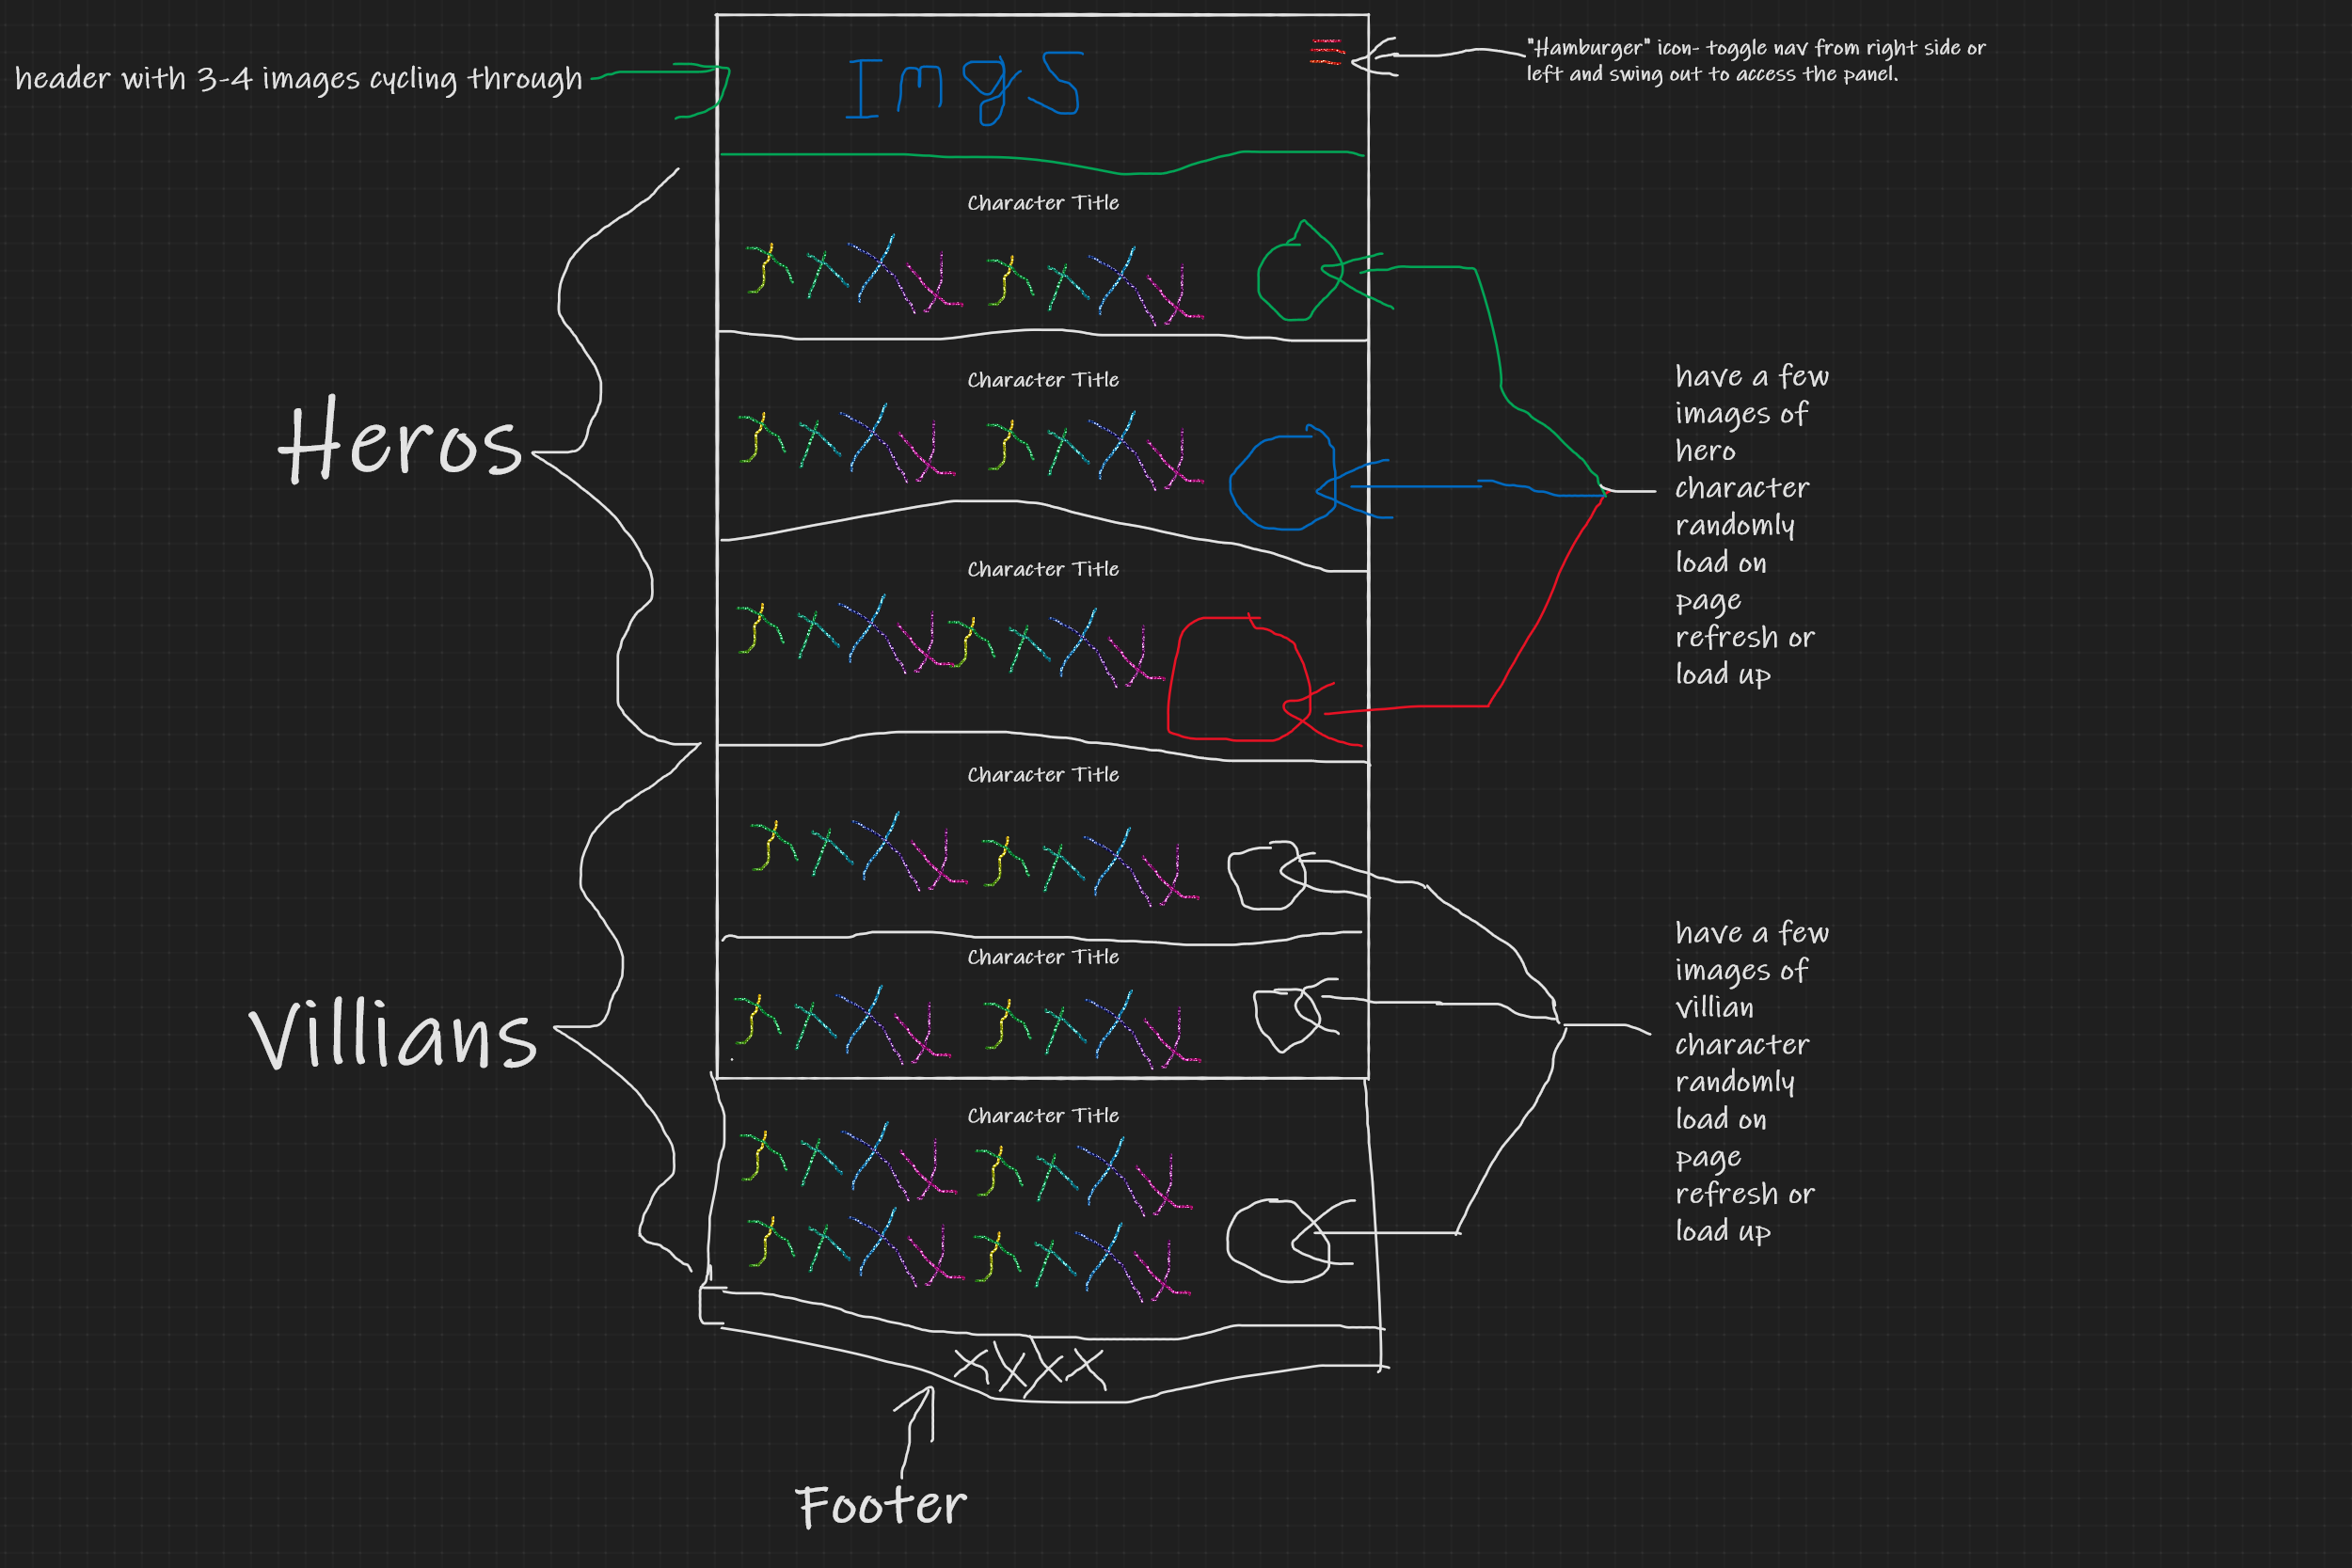 header with 3-4 images cycling through
Imgs
"Hamburger" icon- toggle nav from right side or
left and swing out to access the panel.
Heros
Character Title
Character Title
Character Title
have a few
images of
hero
character
randomly
load on
page
refresh or
load up
Villians
Character Title
Character Title
Character Title
have a few
images of
villian
character
randomly
load on
page
refresh or
load up
xxxx
Footer